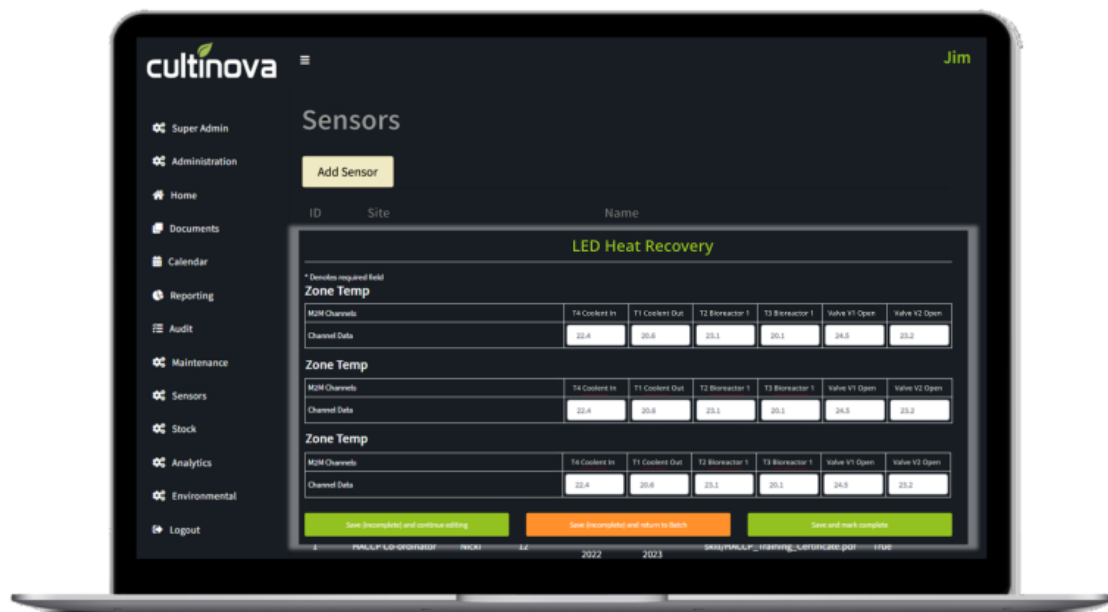 cultinova
Jim
Super Admin
Administration
Home
Documents
Calendar
Reporting
Audit
Maintenance
Sensors
Stock
Analytics
Environmental
Logout
Sensors
Add Sensor
ID Site Name
LED Heat Recovery
* Denotes required field
Zone Temp
M2M Channels T4 Coolent In T1 Coolent Out T2 Bioreactor 1 T3 Bioreactor 1 Valve V1 Open Valve V2 Open
Channel Data 22.4 20.6 23.1 20.1 24.5 23.2
Zone Temp
M2M Channels T4 Coolent In T1 Coolent Out T2 Bioreactor 1 T3 Bioreactor 1 Valve V1 Open Valve V2 Open
Channel Data 22.4 20.6 23.1 20.1 24.5 23.2
Zone Temp
M2M Channels T4 Coolent In T1 Coolent Out T2 Bioreactor 1 T3 Bioreactor 1 Valve V1 Open Valve V2 Open
Channel Data 22.4 20.6 23.1 20.1 24.5 23.2
Save (incomplete) and continue editing Save (incomplete) and return to Batch Save and mark complete
1 HACCP Co-ordinator Nicki 12 skill/HACCP_Training_Certificate.pdf True
2022 2023